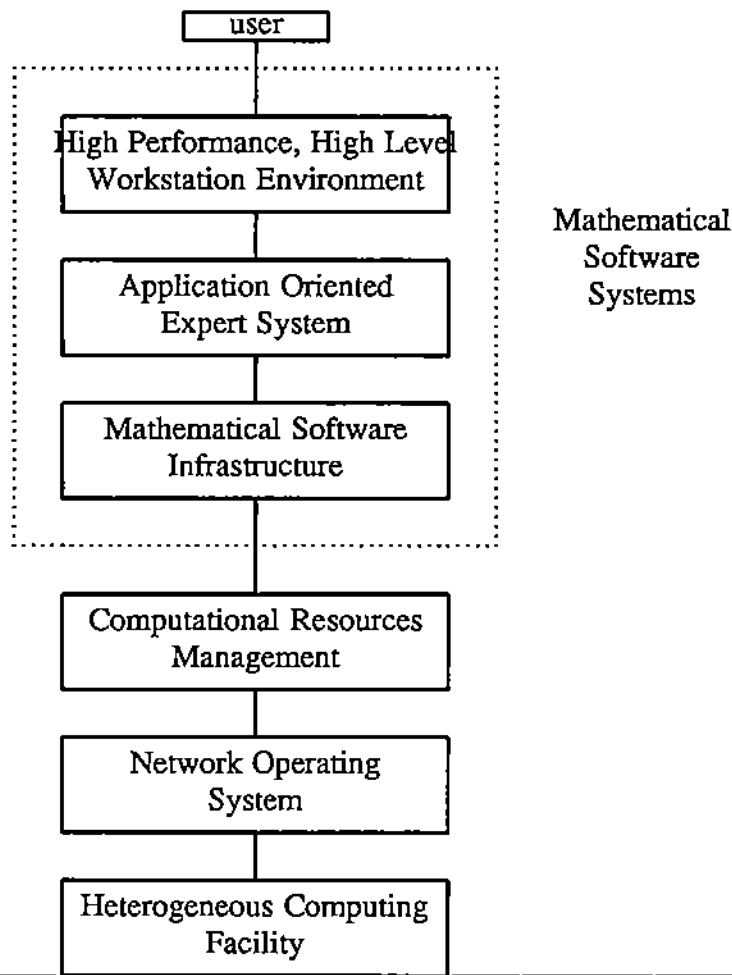 user
High Performance, High Level
Workstation Environment
Mathematical
Software
Systems
Application Oriented
Expert System
Mathematical Software
Infrastructure
Computational Resources
Management
Network Operating
System
Heterogeneous Computing
Facility